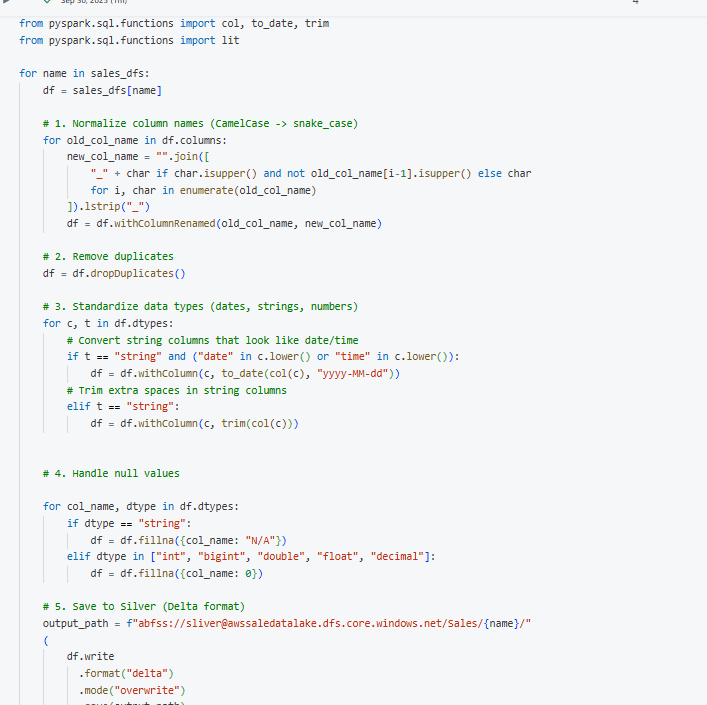 Sep 30, 2025 (1m)
4
from pyspark.sql.functions import col, to_date, trim
from pyspark.sql.functions import lit
for name in sales_dfs:
    df = sales_dfs[name]
    # 1. Normalize column names (CamelCase -> snake_case)
    for old_col_name in df.columns:
        new_col_name = "".join([
            "_" + char if char.isupper() and not old_col_name[i-1].isupper() else char
            for i, char in enumerate(old_col_name)
        ]).lstrip("_")
        df = df.withColumnRenamed(old_col_name, new_col_name)
    # 2. Remove duplicates
    df = df.dropDuplicates()
    # 3. Standardize data types (dates, strings, numbers)
    for c, t in df.dtypes:
        # Convert string columns that look like date/time
        if t == "string" and ("date" in c.lower() or "time" in c.lower()):
            df = df.withColumn(c, to_date(col(c), "yyyy-MM-dd"))
        # Trim extra spaces in string columns
        elif t == "string":
            df = df.withColumn(c, trim(col(c)))
    # 4. Handle null values
    for col_name, dtype in df.dtypes:
        if dtype == "string":
            df = df.fillna({col_name: "N/A"})
        elif dtype in ["int", "bigint", "double", "float", "decimal"]:
            df = df.fillna({col_name: 0})
    # 5. Save to Silver (Delta format)
    output_path = f"abfss://sliver@awssaledatalake.dfs.core.windows.net/Sales/{name}/"
    (
        df.write
          .format("delta")
          .mode("overwrite")
          .save(output_path)